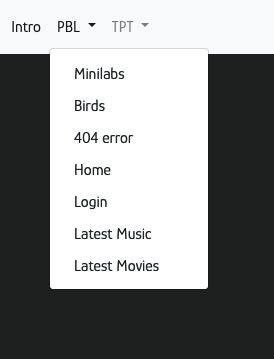 Intro PBL TPT
Minilabs
Birds
404 error
Home
Login
Latest Music
Latest Movies